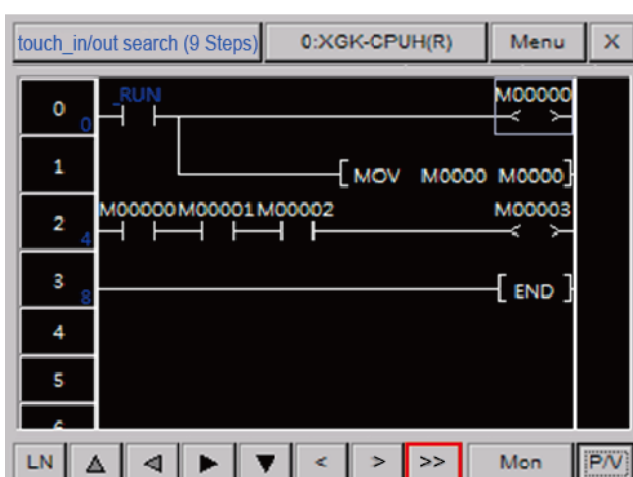 touch_in/out search (9 Steps) 0:XGK-CPUH(R) Menu X
0 0 _RUN M00000
1 MOV M0000 M0000
2 4 M00000 M00001 M00002 M00003
3 8 END
4
5
LN < > >> Mon P/V